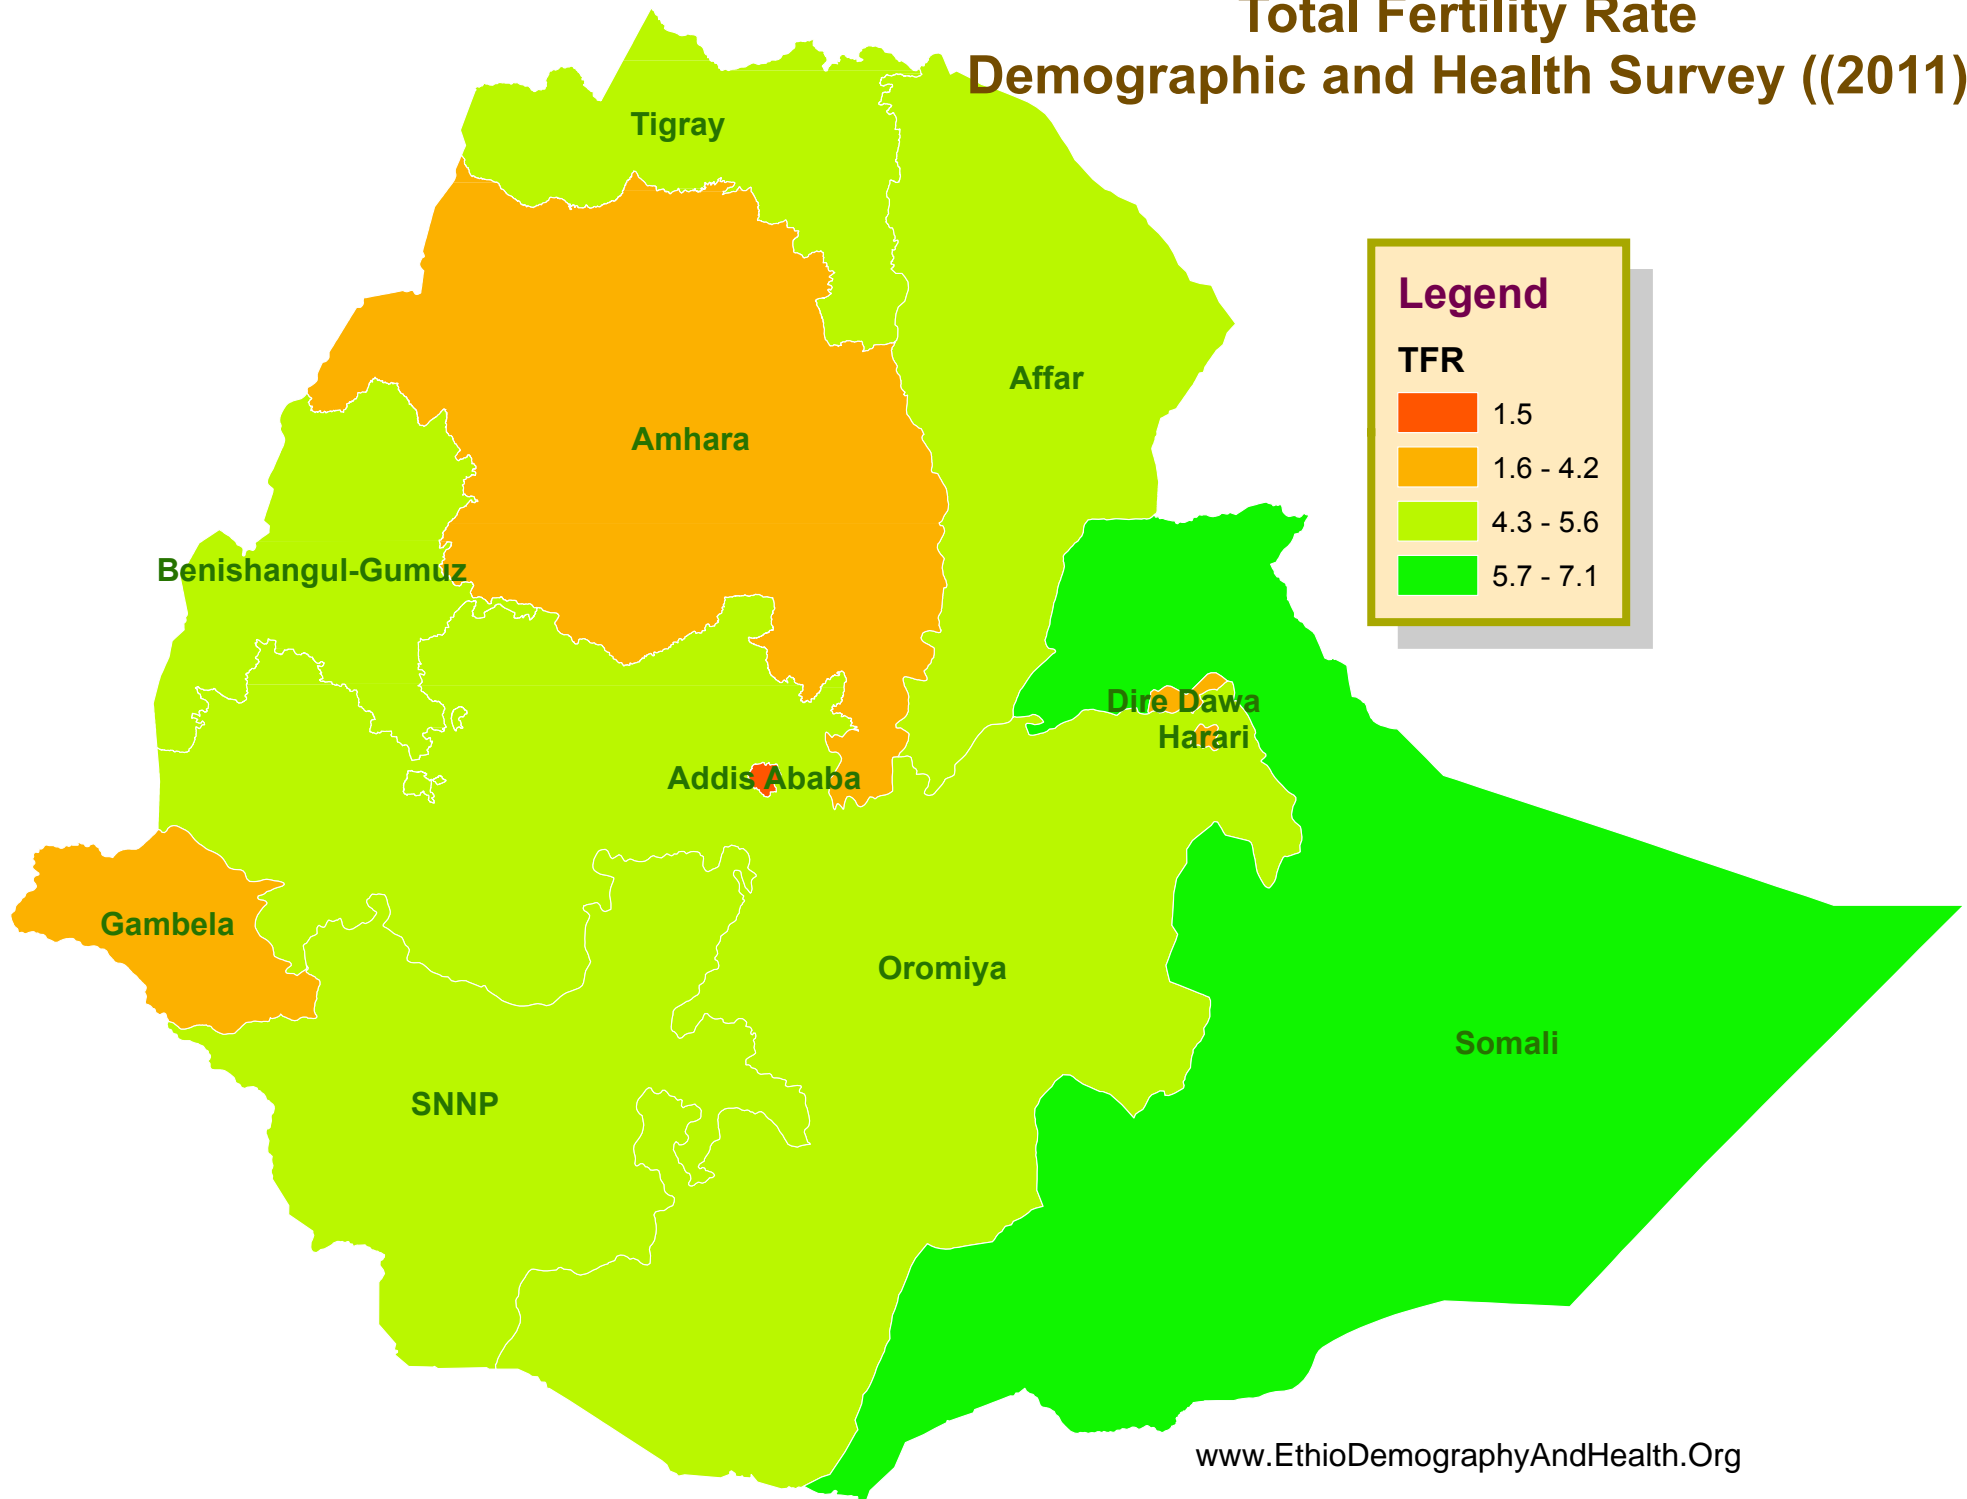 Total Fertility Rate
Demographic and Health Survey ((2011)
Tigray
Legend
TFR
1.5
1.6 - 4.2
4.3 - 5.6
5.7 - 7.1
Affar
Amhara
Benishangul-Gumuz
Dire Dawa
Harari
Addis Ababa
Gambela
Oromiya
Somali
SNNP
www.EthioDemographyAndHealth.Org